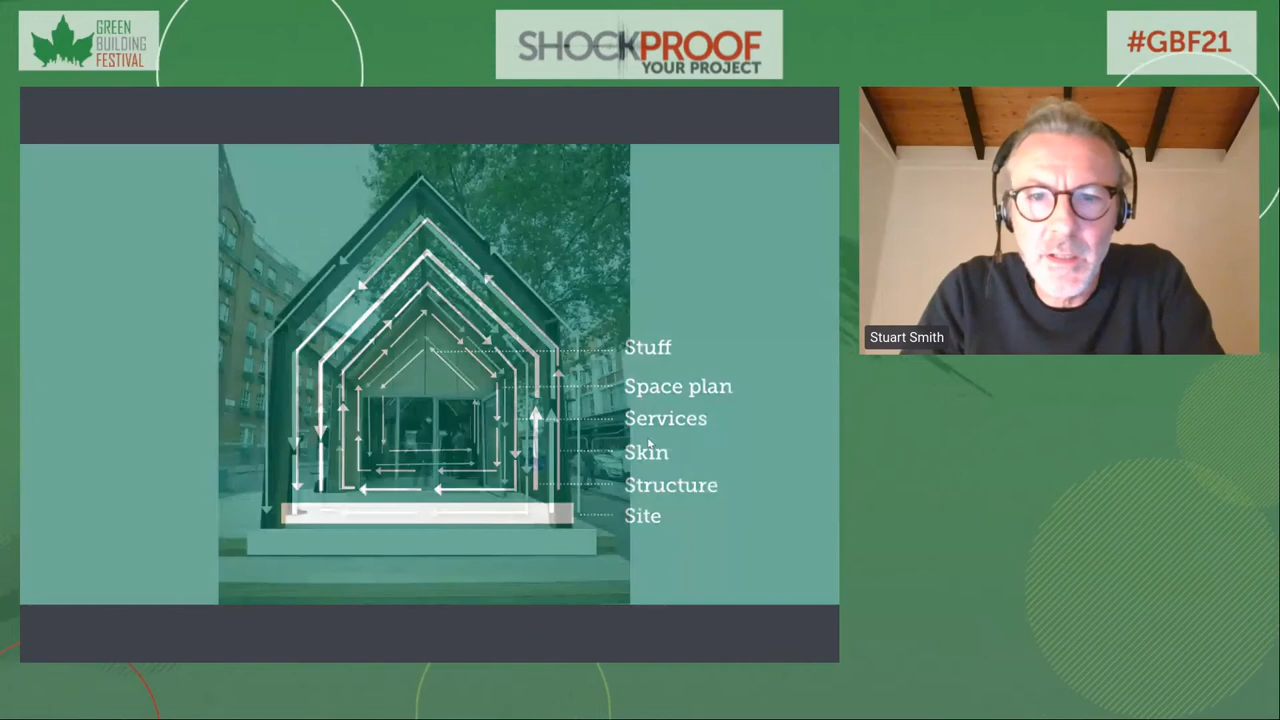 GREEN
BUILDING
FESTIVAL
SHOCKPROOF
YOUR PROJECT
#GBF21
Stuff
Space plan
Services
Skin
Structure
Site
Stuart Smith